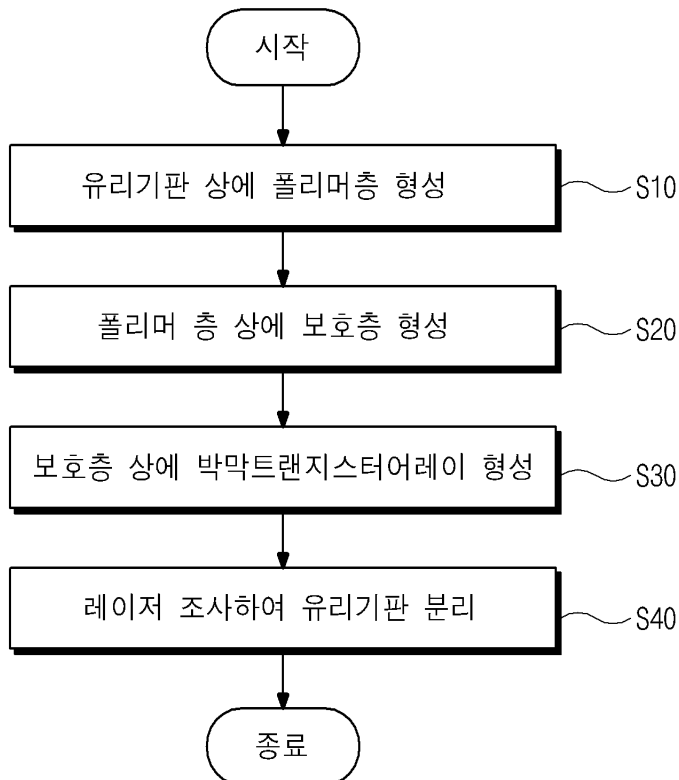 시작
유리기판 상에 폴리머층 형성
S10
폴리머 층 상에 보호층 형성
S20
보호층 상에 박막트랜지스터어레이 형성
S30
레이저 조사하여 유리기판 분리
S40
종료